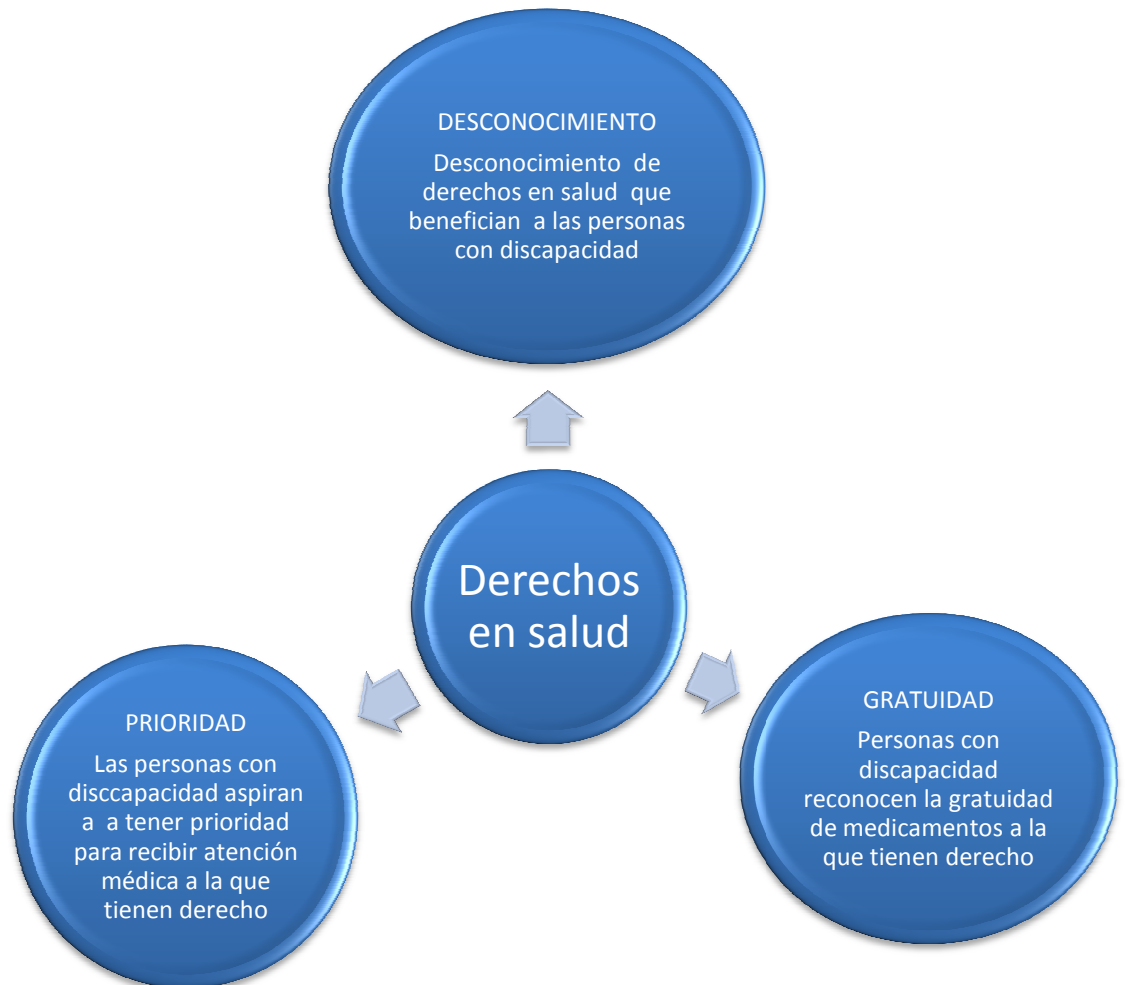 DESCONOCIMIENTO
Desconocimiento de
derechos en salud que
benefician a las personas
con discapacidad
Derechos
en salud
PRIORIDAD
Las personas con
disccapacidad aspiran
a a tener prioridad
para recibir atención
médica a la que
tienen derecho
GRATUIDAD
Personas con
discapacidad
reconocen la gratuidad
de medicamentos a la
que tienen derecho